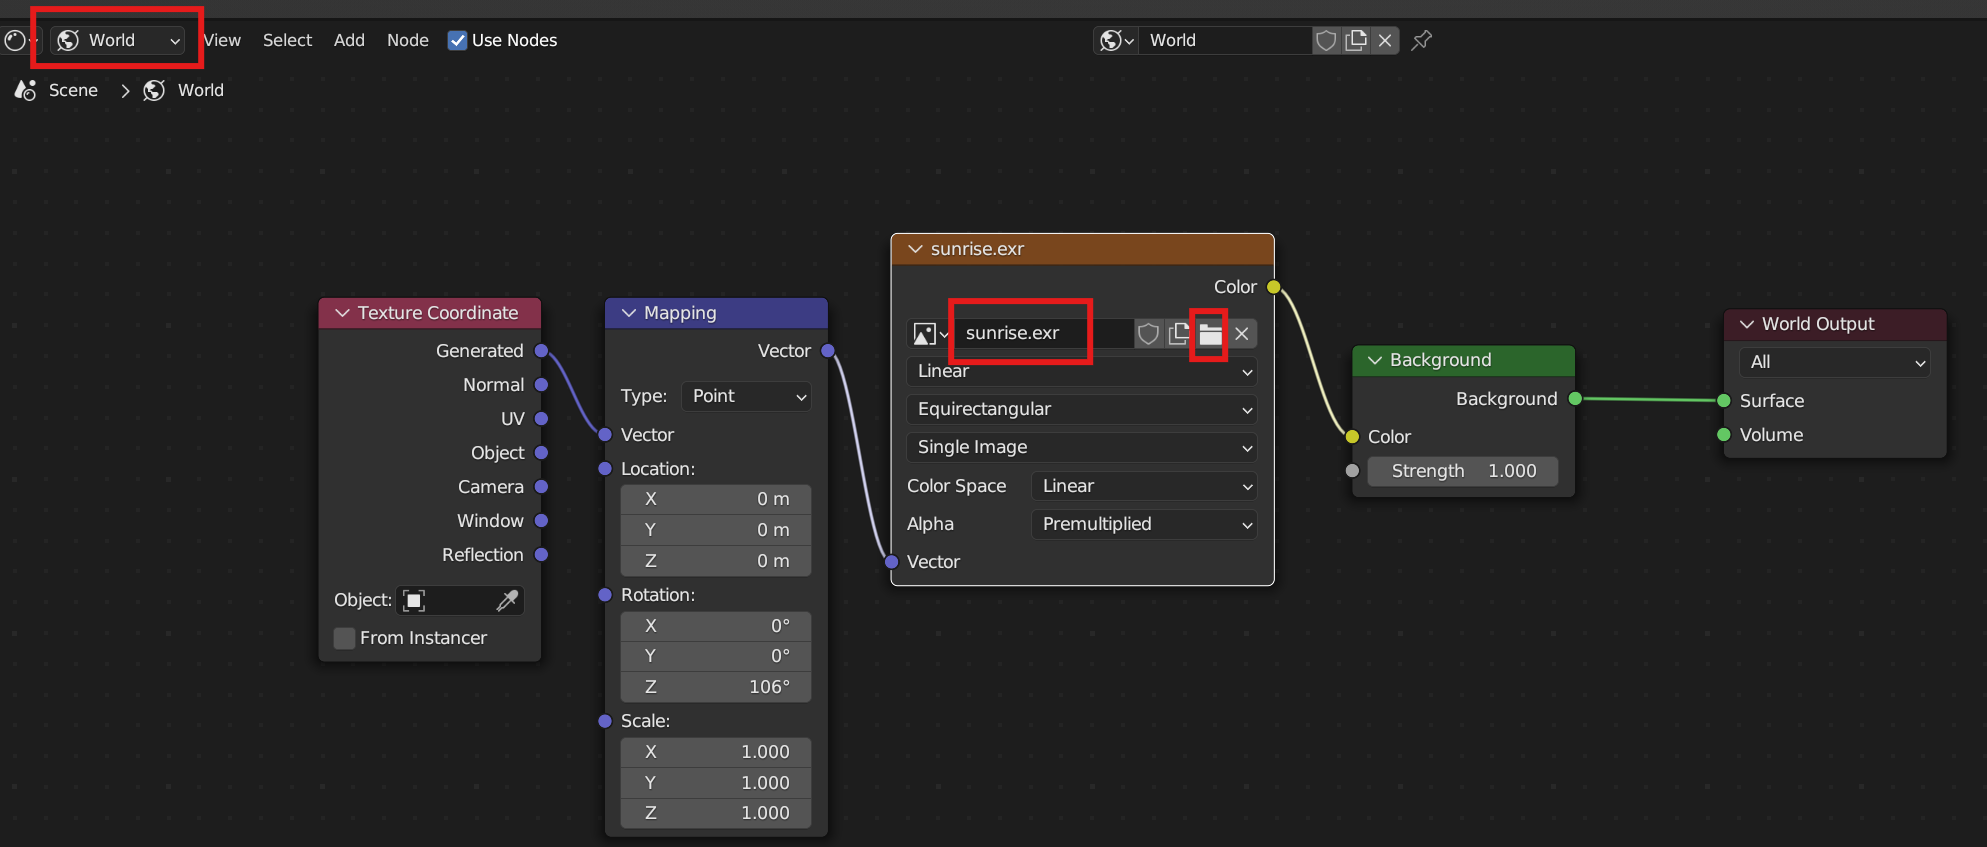 World View Select Add Node Use Nodes World
Scene World
Texture Coordinate
Generated
Normal
UV
Object
Camera
Window
Reflection
Object:
From Instancer
Mapping
Vector
Type: Point
Vector
Location:
X 0 m
Y 0 m
Z 0 m
Rotation:
X 0°
Y 0°
Z 106°
Scale:
X 1.000
Y 1.000
Z 1.000
sunrise.exr
Color
sunrise.exr
Linear
Equirectangular
Single Image
Color Space Linear
Alpha Premultiplied
Vector
Background
Background
Color
Strength 1.000
World Output
All
Surface
Volume